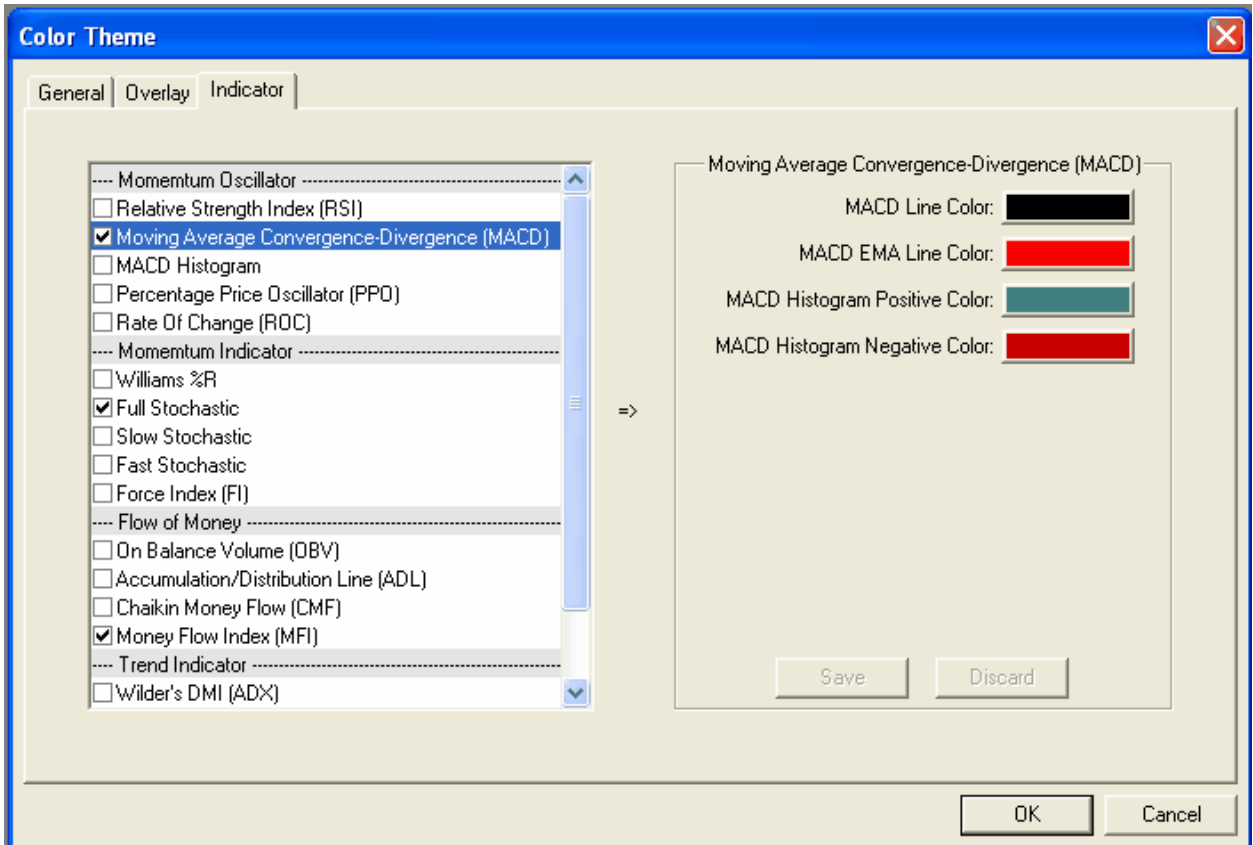 Color Theme
General
Overlay
Indicator
---- Momemtum Oscillator ----
Relative Strength Index (RSI)
Moving Average Convergence-Divergence (MACD)
MACD Histogram
Percentage Price Oscillator (PPO)
Rate Of Change (ROC)
---- Momemtum Indicator ----
Williams %R
Full Stochastic
Slow Stochastic
Fast Stochastic
Force Index (FI)
---- Flow of Money ----
On Balance Volume (OBV)
Accumulation/Distribution Line (ADL)
Chaikin Money Flow (CMF)
Money Flow Index (MFI)
---- Trend Indicator ----
Wilder's DMI (ADX)
=>
Moving Average Convergence-Divergence (MACD)
MACD Line Color:
MACD EMA Line Color:
MACD Histogram Positive Color:
MACD Histogram Negative Color:
Save
Discard
OK
Cancel